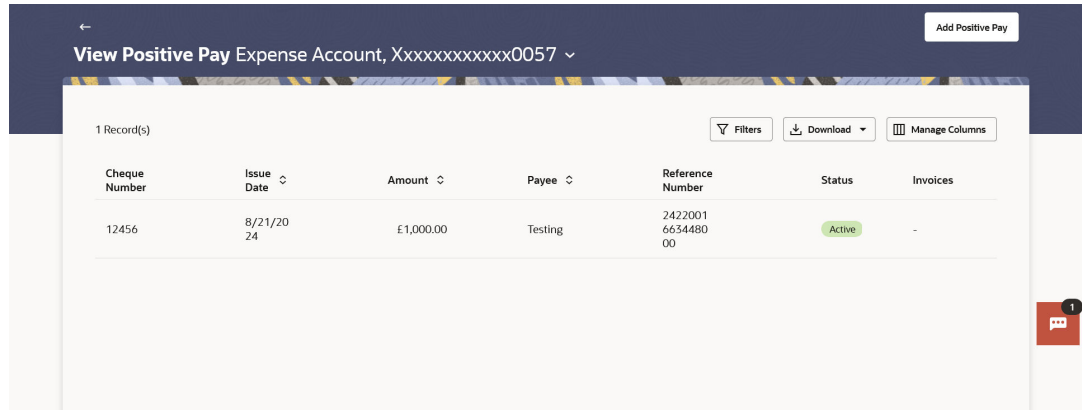 Add Positive Pay
View Positive Pay Expense Account, Xxxxxxxxxxxx0057
1 Record(s)
Filters
Download
Manage Columns
Cheque Number
Issue Date
Amount
Payee
Reference Number
Status
Invoices
12456
8/21/20
24
£1,000.00
Testing
2422001
6634480
00
Active
-
1